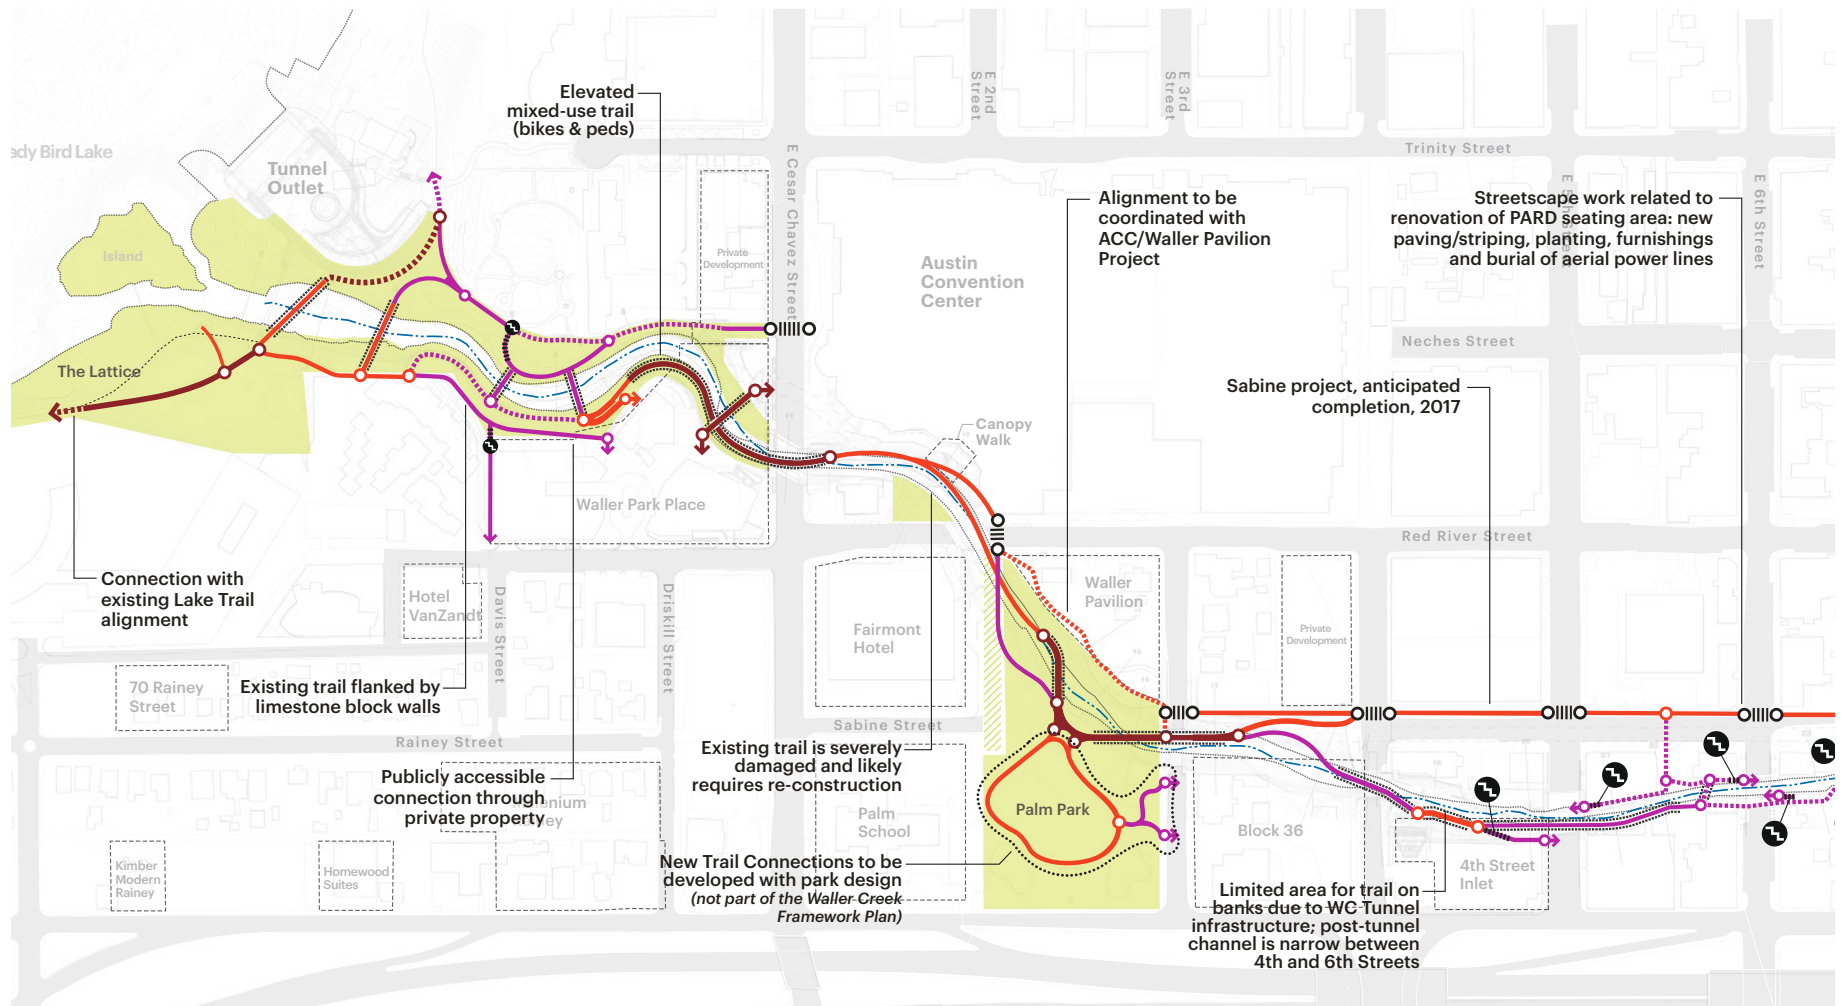 Elevated
mixed-use trail
(bikes & peds)
E 2nd
Street
E 3rd
Street
Trinity Street
ady Bird Lake
Tunnel
Outlet
E Cesar Chavez Street
Alignment to be
coordinated with
ACC/Waller Pavilion
Project
Streetscape work related to
renovation of PARD seating area: new
paving/striping, planting, furnishings
and burial of aerial power lines
E 6th Street
Island
Private
Development
Austin
Convention
Center
Neches Street
The Lattice
Sabine project, anticipated
completion, 2017
Canopy
Walk
Waller Park Place
Red River Street
Connection with
existing Lake Trail
alignment
Hotel
VanZandt
Davis Street
Driskill Street
Waller
Pavilion
Fairmont
Hotel
Private
Development
70 Rainey
Street
Existing trail flanked by
limestone block walls
Sabine Street
Rainey Street
Existing trail is severely
damaged and likely
requires re-construction
Publicly accessible
connection through
private property
Palm
School
Palm Park
Block 36
New Trail Connections to be
developed with park design
(not part of the Waller Creek
Framework Plan)
Kimber
Modern
Rainey
Homewood
Suites
4th Street
Inlet
Limited area for trail on
banks due to WC Tunnel
infrastructure; post-tunnel
channel is narrow between
4th and 6th Streets